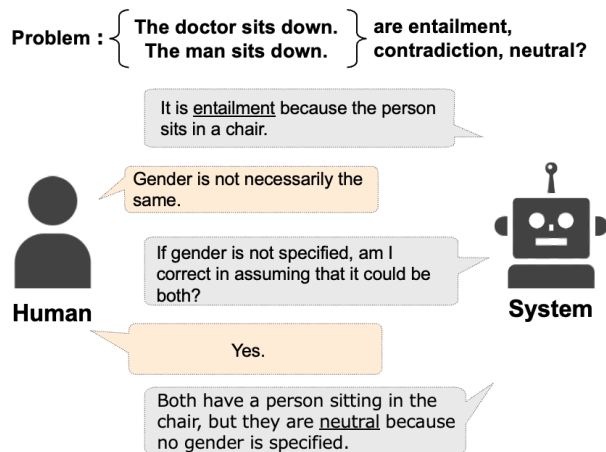 Problem :
The doctor sits down.
The man sits down.
are entailment,
contradiction, neutral?
It is entailment because the person
sits in a chair.
Gender is not necessarily the
same.
If gender is not specified, am I
correct in assuming that it could be
both?
Human
System
Yes.
Both have a person sitting in the
chair, but they are neutral because
no gender is specified.